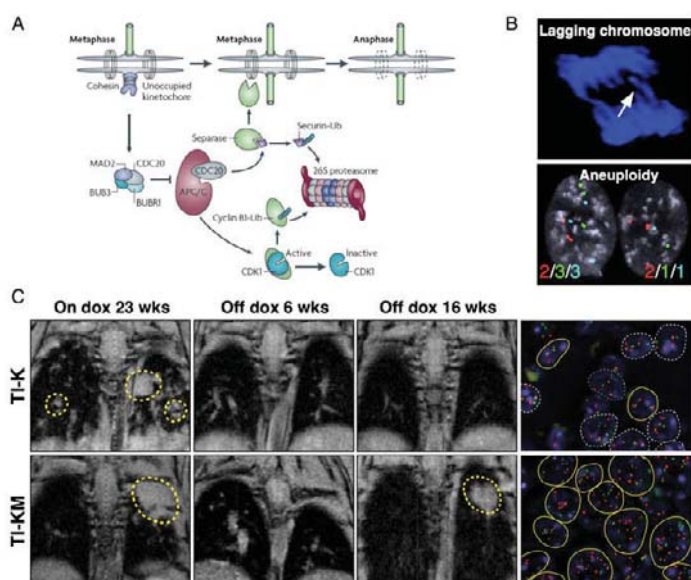 A
Metaphase
Metaphase
Anaphase
Cohesin
Unoccupied
kinetochore
Separase
Securin-Ub
MAD2
CDC20
BUB3
BUBR1
CDC20
APC/C
26S proteasome
Cyclin B1-Ub
Active
Inactive
CDK1
CDK1
B
Lagging chromosome
Aneuploidy
2/3/3
2/1/1
C
On dox 23 wks
Off dox 6 wks
Off dox 16 wks
TI-K
TI-KM